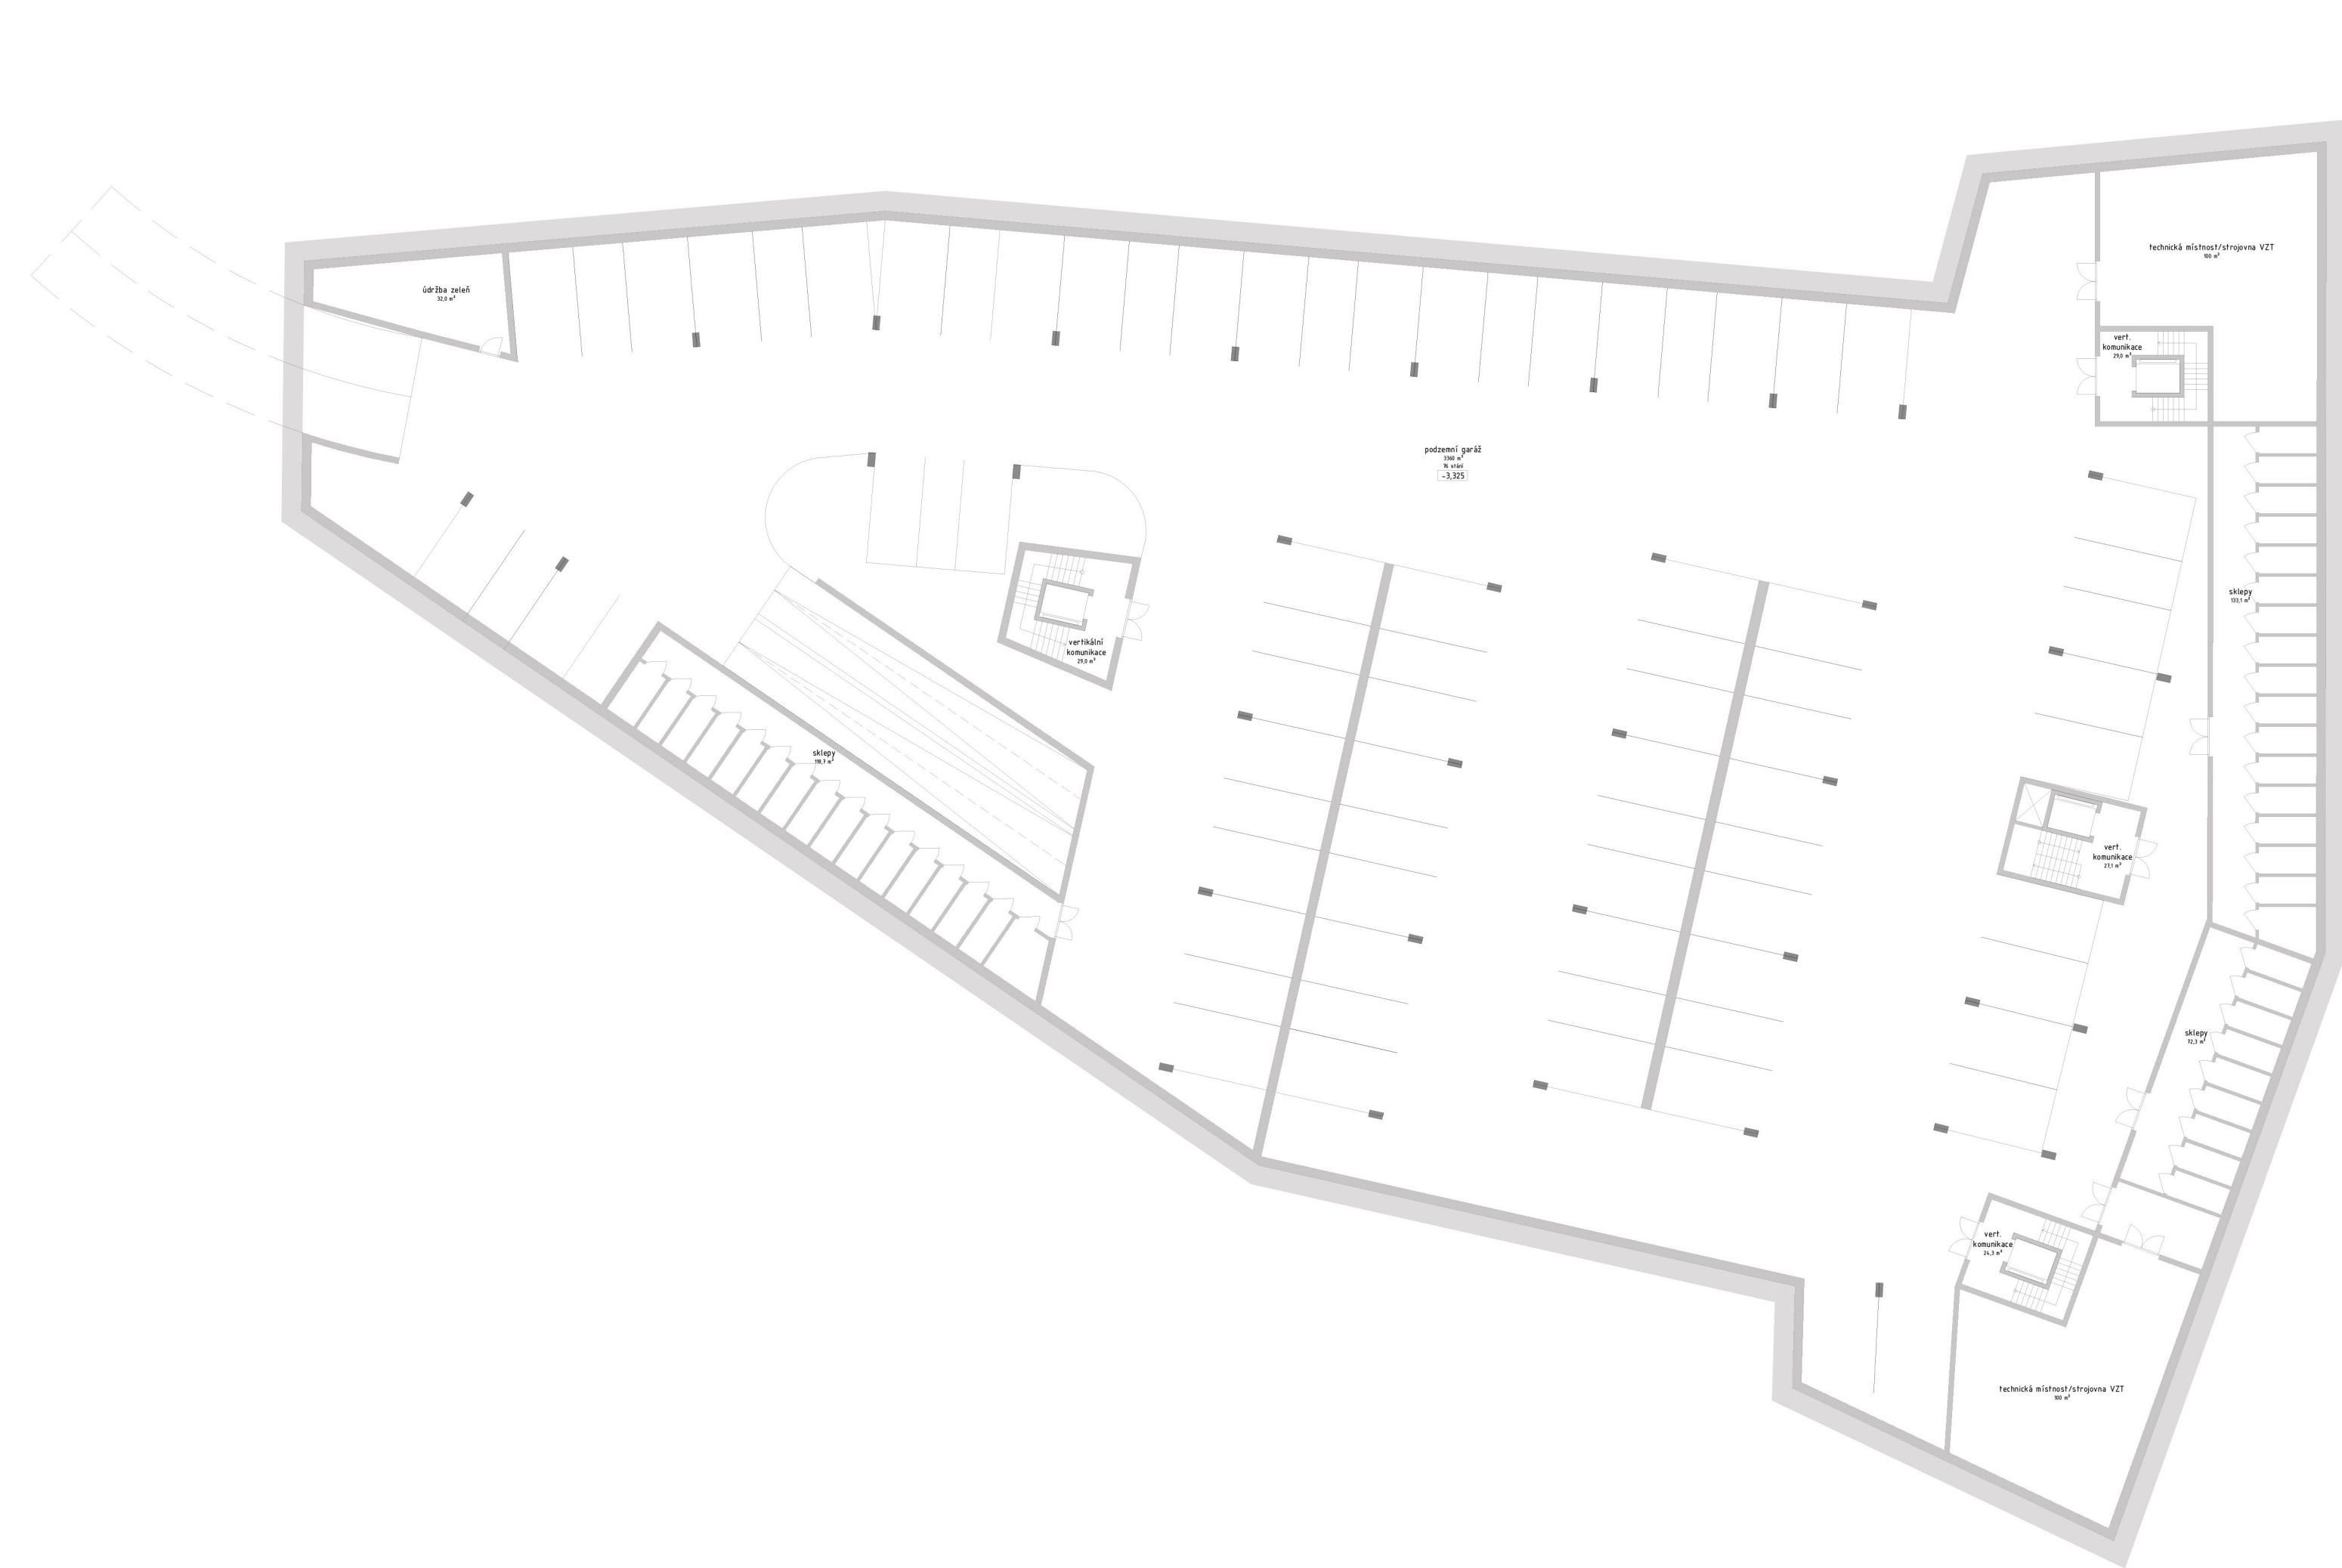 technická místnost/strojovna VZT
100 m²
údržba zeleň
32,0 m²
vert.
komunikace
29,0 m²
podzemní garáž
3360 m²
76 stání
-3,325
sklepy
133,1 m²
vertikální
komunikace
29,0 m²
sklepy
118,7 m²
vert.
komunikace
27,1 m²
sklepy
72,3 m²
vert.
komunikace
24,3 m²
technická místnost/strojovna VZT
100 m²